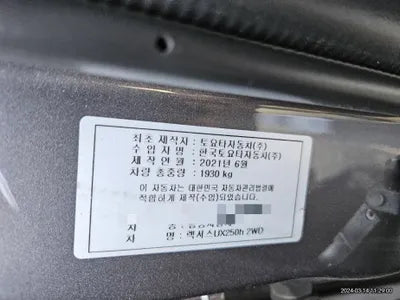 최초 제작자 : 토요타자동차(주)
수 입 자 명 : 한국토요타자동차(주)
제 작 연 월 : 2021년 6월
차량 총중량 : 1930 kg
이 자동차는 대한민국 자동차관리법령에
적합하게 제작(수입)되었습니다.
차
차 명 : 렉서스UX250h 2WD
2024-03-14 11:29:00